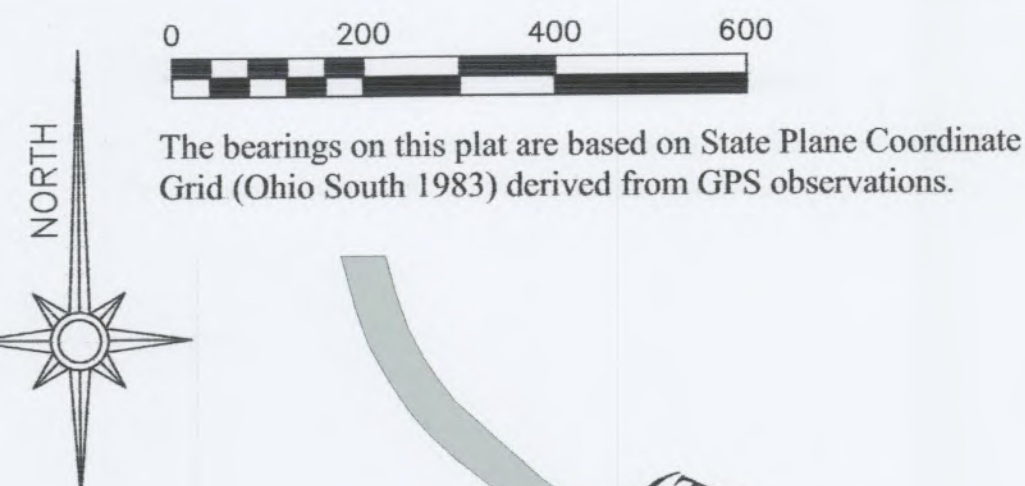 0 200 400 600
NORTH
The bearings on this plat are based on State Plane Coordinate
Grid (Ohio South 1983) derived from GPS observations.